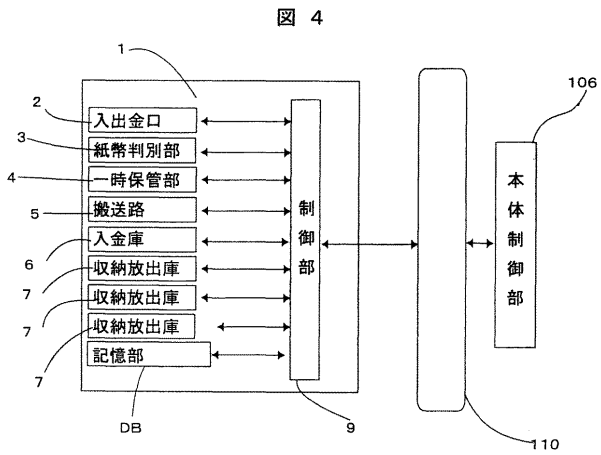 図 4
1
106
2
入出金口
3
紙幣判別部
4
一時保管部
5
搬送路
6
入金庫
7
収納放出庫
7
収納放出庫
7
収納放出庫
記憶部
制御部
本体制御部
DB
9
110